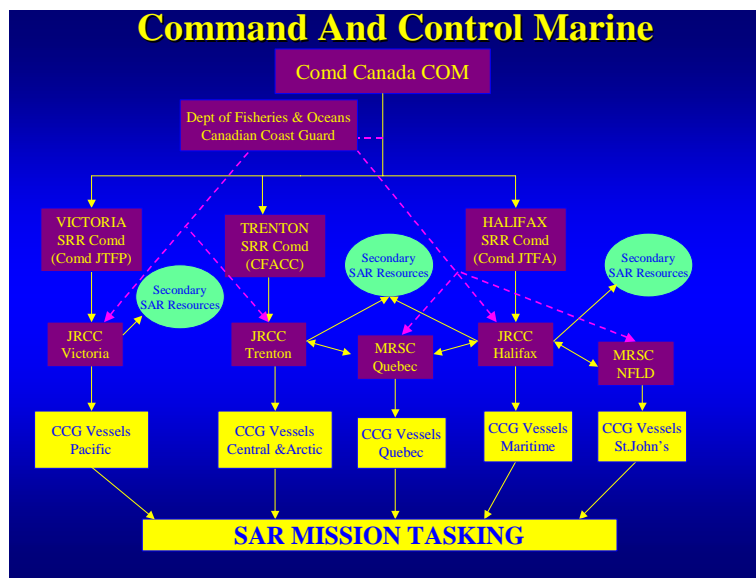 Command And Control Marine
Comd Canada COM
Dept of Fisheries & Oceans
Canadian Coast Guard
VICTORIA
SRR Comd
(Comd JTFP)
TRENTON
SRR Comd
(CFACC)
HALIFAX
SRR Comd
(Comd JTFA)
Secondary
SAR Resources
Secondary
SAR Resources
Secondary
SAR Resources
JRCC
Victoria
JRCC
Trenton
MRSC
Quebec
JRCC
Halifax
MRSC
NFLD
CCG Vessels
Pacific
CCG Vessels
Central &Arctic
CCG Vessels
Quebec
CCG Vessels
Maritime
CCG Vessels
St.John's
SAR MISSION TASKING